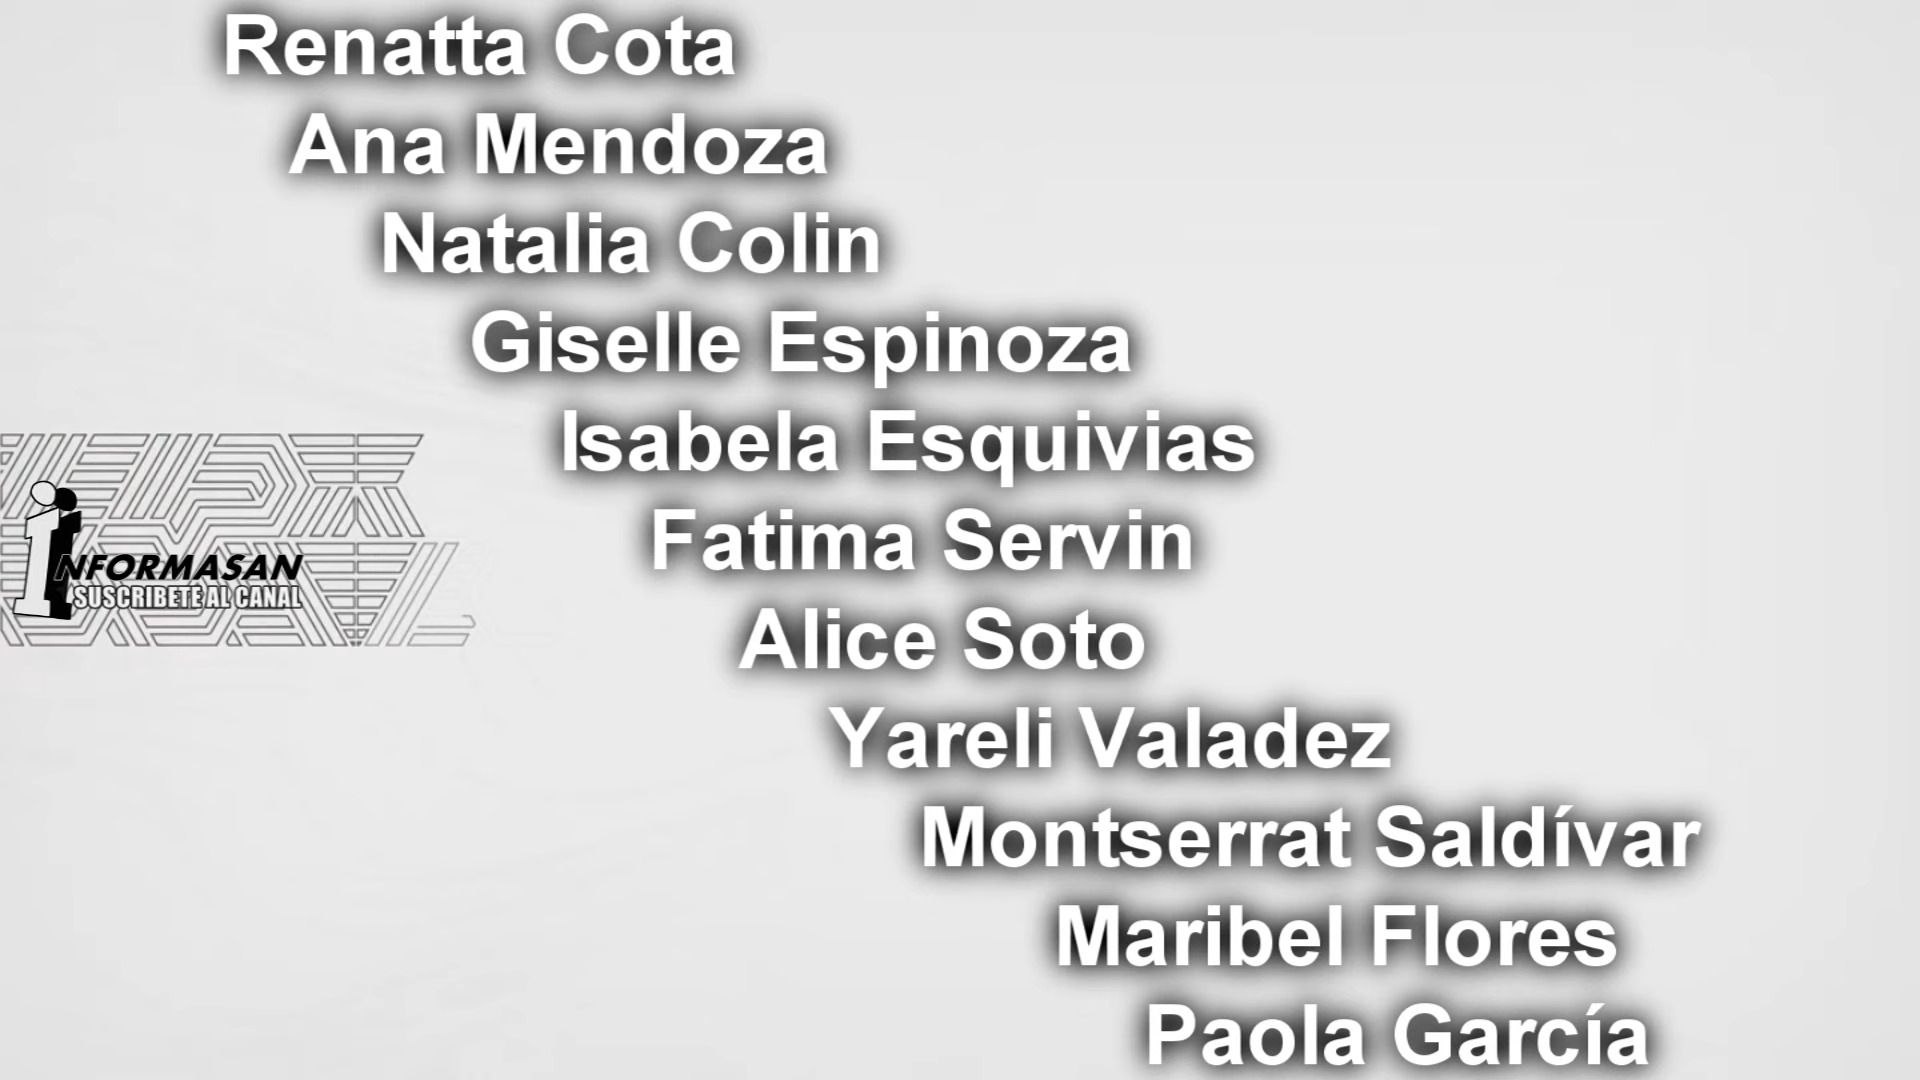 Renatta Cota
Ana Mendoza
Natalia Colin
Giselle Espinoza
Isabela Esquivias
Fatima Servin
Alice Soto
Yareli Valadez
Montserrat Saldívar
Maribel Flores
Paola García
iNFORMASAN
SUSCRIBETE AL CANAL